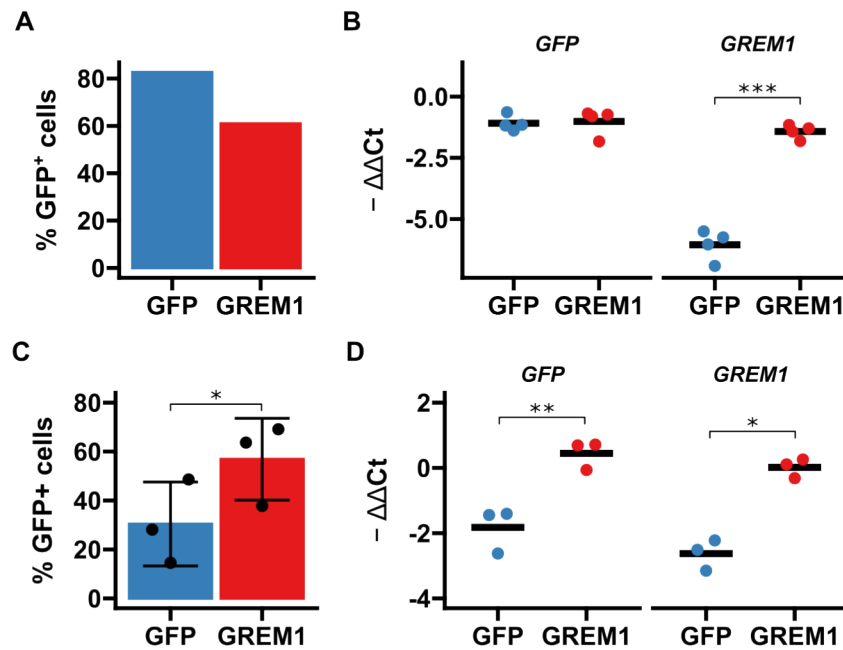 A
% GFP⁺ cells
80
60
40
20
0
GFP
GREM1
B
GFP
GREM1
– ΔΔCt
0.0
-2.5
-5.0
***
GFP
GREM1
GFP
GREM1
C
% GFP+ cells
80
60
40
20
0
*
GFP
GREM1
D
GFP
GREM1
– ΔΔCt
2
0
-2
-4
**
*
GFP
GREM1
GFP
GREM1